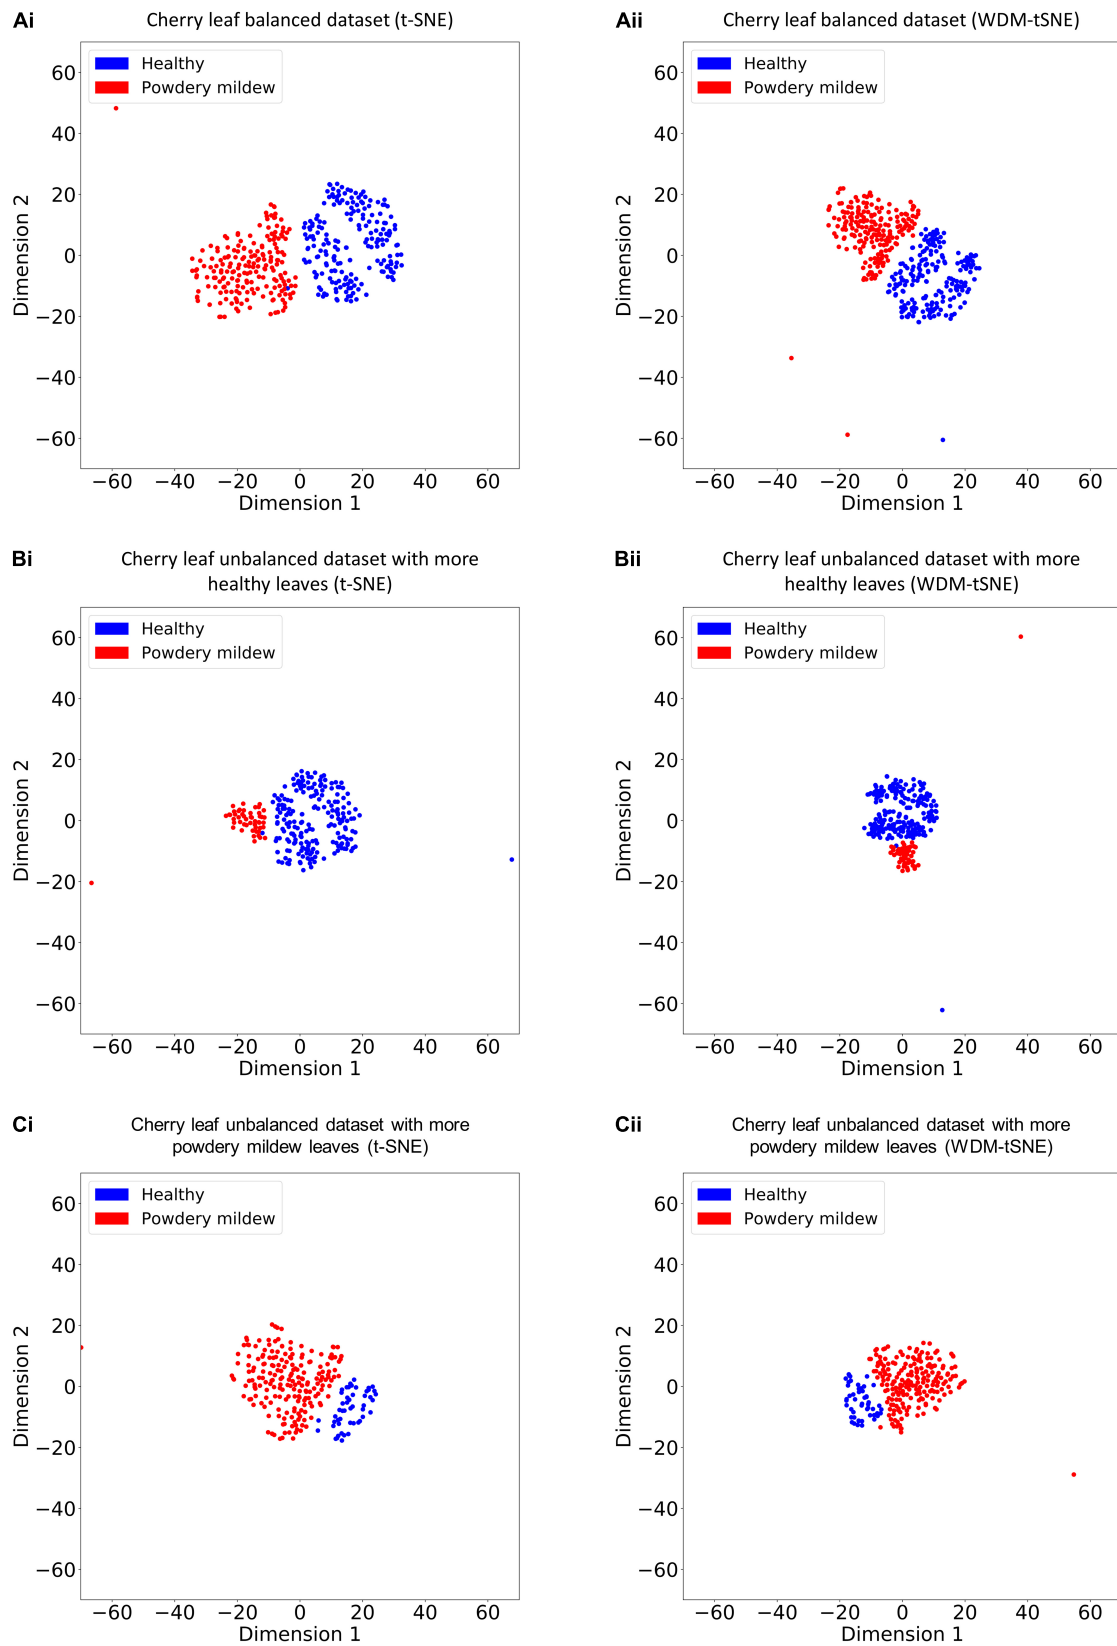 Ai
Cherry leaf balanced dataset (t-SNE)
Healthy
Powdery mildew
60
40
20
0
−20
−40
−60
Dimension 2
−60 −40 −20 0 20 40 60
Dimension 1
Aii
Cherry leaf balanced dataset (WDM-tSNE)
Healthy
Powdery mildew
60
40
20
0
−20
−40
−60
Dimension 2
−60 −40 −20 0 20 40 60
Dimension 1
Bi
Cherry leaf unbalanced dataset with more
healthy leaves (t-SNE)
Healthy
Powdery mildew
60
40
20
0
−20
−40
−60
Dimension 2
−60 −40 −20 0 20 40 60
Dimension 1
Bii
Cherry leaf unbalanced dataset with more
healthy leaves (WDM-tSNE)
Healthy
Powdery mildew
60
40
20
0
−20
−40
−60
Dimension 2
−60 −40 −20 0 20 40 60
Dimension 1
Ci
Cherry leaf unbalanced dataset with more
powdery mildew leaves (t-SNE)
Healthy
Powdery mildew
60
40
20
0
−20
−40
−60
Dimension 2
−60 −40 −20 0 20 40 60
Dimension 1
Cii
Cherry leaf unbalanced dataset with more
powdery mildew leaves (WDM-tSNE)
Healthy
Powdery mildew
60
40
20
0
−20
−40
−60
Dimension 2
−60 −40 −20 0 20 40 60
Dimension 1